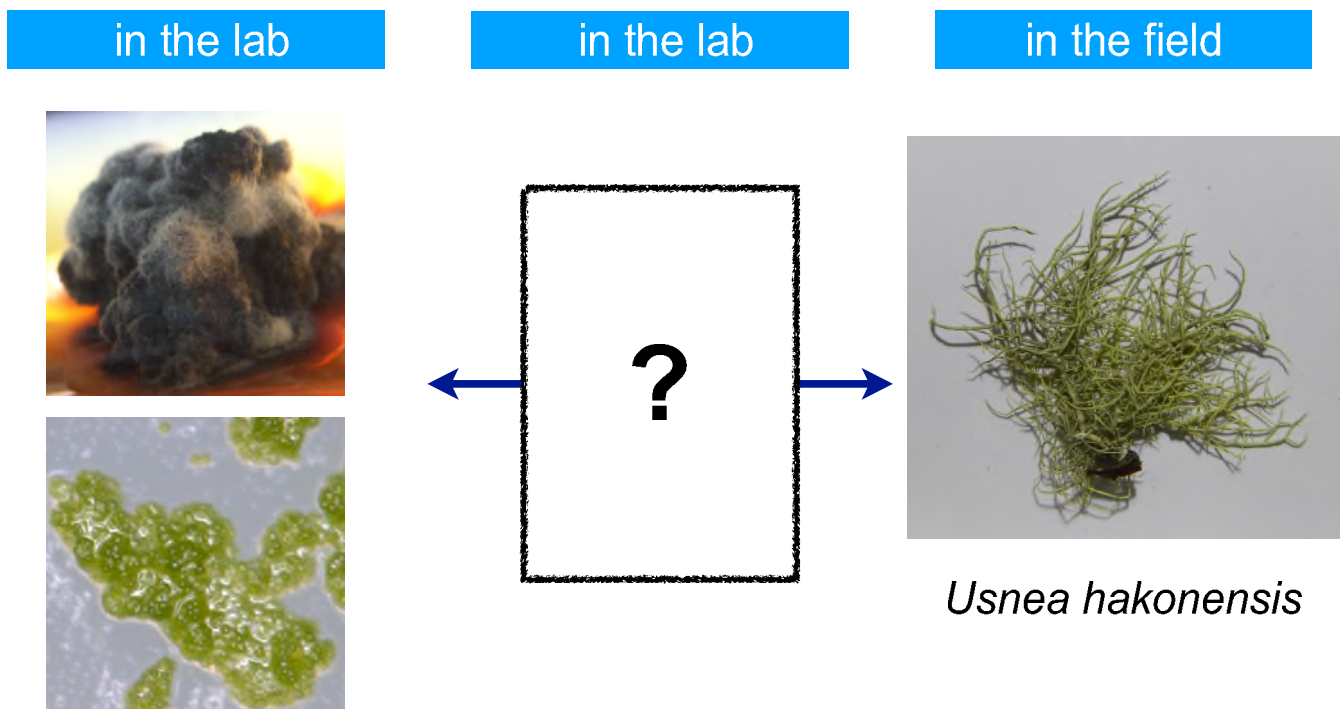 in the lab
in the lab
in the field
?
Usnea hakonensis